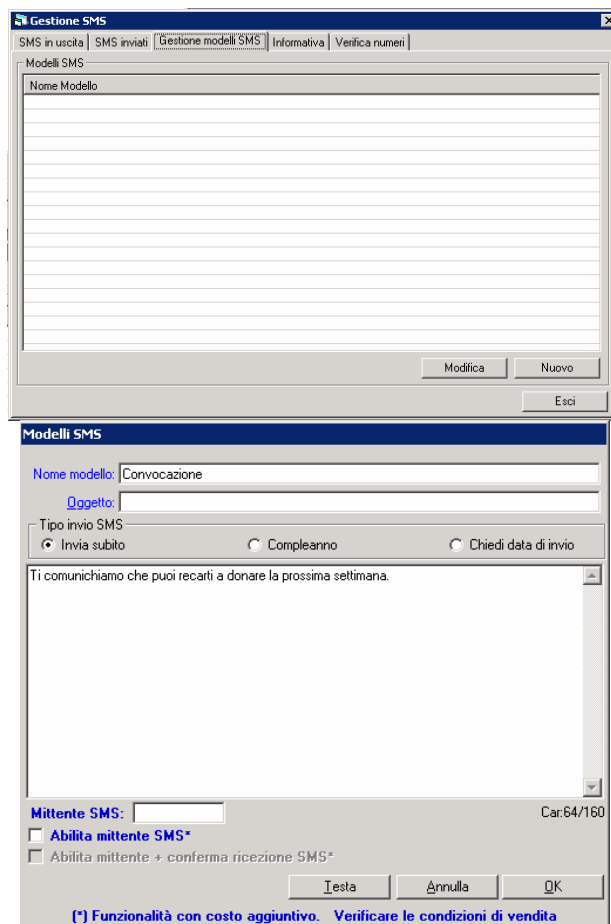 Gestione SMS
SMS in uscita SMS inviati Gestione modelli SMS Informativa Verifica numeri
Modelli SMS
Nome Modello
Modifica Nuovo
Esci
Modelli SMS
Nome modello: Convocazione
Oggetto:
Tipo invio SMS
Invia subito Compleanno Chiedi data di invio
Ti comunichiamo che puoi recarti a donare la prossima settimana.
Mittente SMS: Car:64/160
Abilita mittente SMS*
Abilita mittente + conferma ricezione SMS*
Testa Annulla OK
(*) Funzionalità con costo aggiuntivo. Verificare le condizioni di vendita